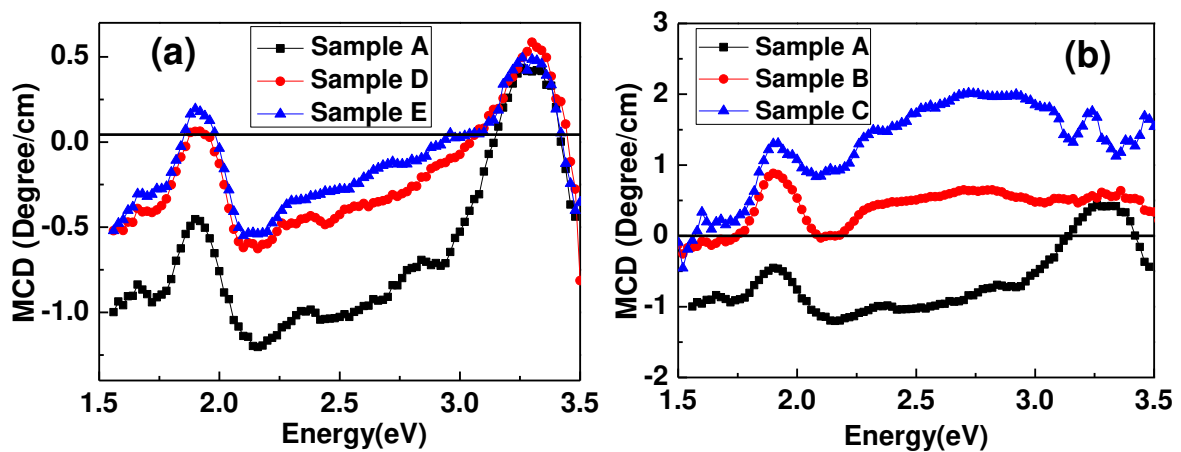 (a)
Sample A
Sample D
Sample E
0.5
0.0
-0.5
-1.0
MCD (Degree/cm)
1.5 2.0 2.5 3.0 3.5
Energy(eV)
(b)
Sample A
Sample B
Sample C
3
2
1
0
-1
-2
MCD (Degree/cm)
1.5 2.0 2.5 3.0 3.5
Energy(eV)